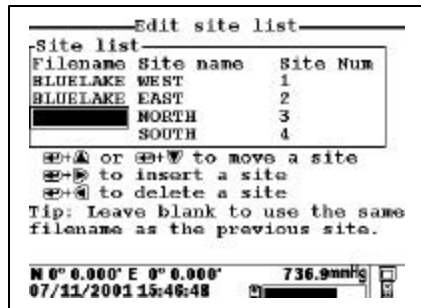 Edit site list
Site list
Filename Site name Site Num
BLUELAKE WEST 1
BLUELAKE EAST 2
NORTH 3
SOUTH 4
+ or + to move a site
+ to insert a site
+ to delete a site
Tip: Leave blank to use the same
filename as the previous site.
N 0° 0.000' E 0° 0.000' 736.9mmHg
07/11/2001 15:46:48